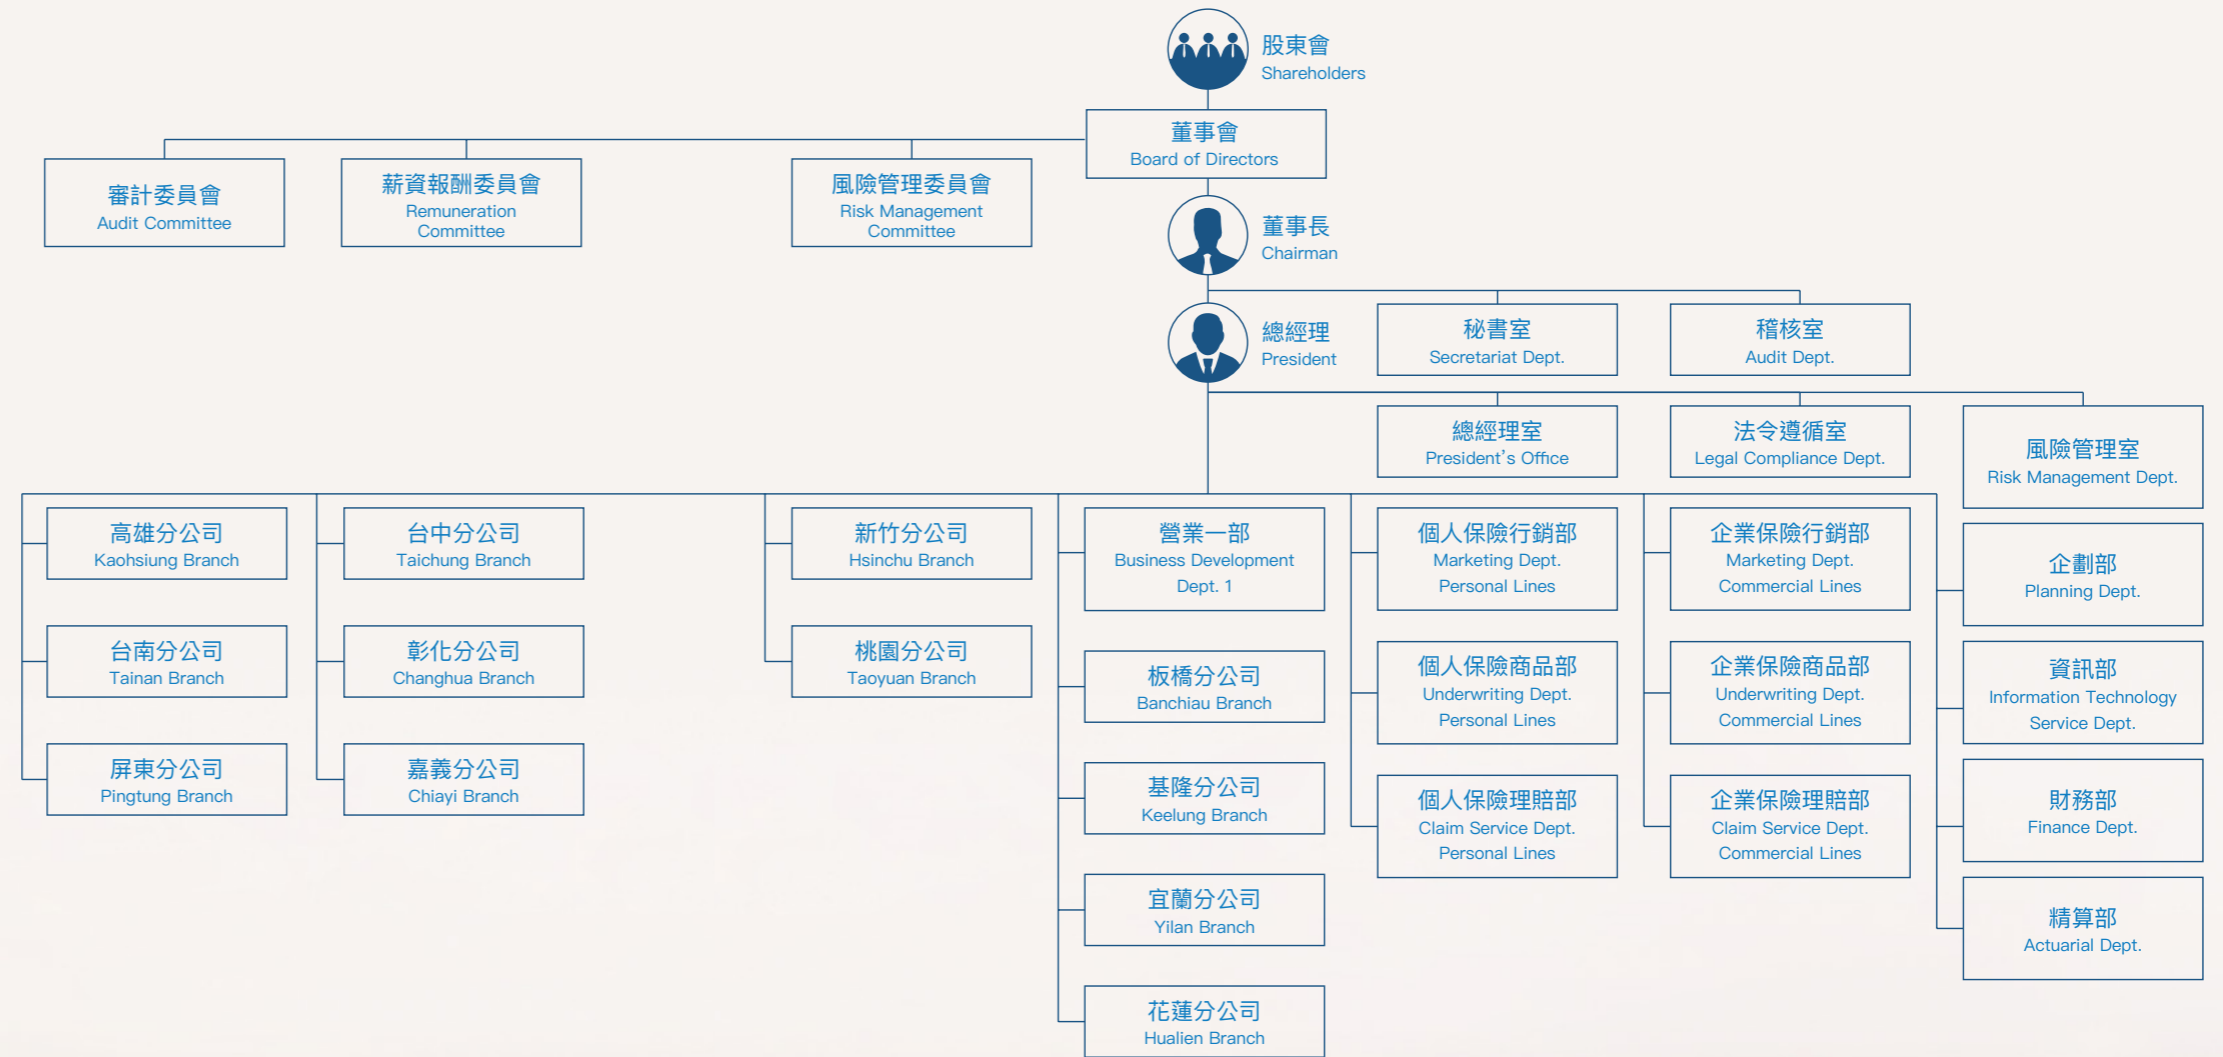 股東會
Shareholders
董事會
Board of Directors
審計委員會
Audit Committee
薪資報酬委員會
Remuneration
Committee
風險管理委員會
Risk Management
Committee
董事長
Chairman
總經理
President
秘書室
Secretariat Dept.
稽核室
Audit Dept.
總經理室
President's Office
法令遵循室
Legal Compliance Dept.
風險管理室
Risk Management Dept.
高雄分公司
Kaohsiung Branch
台南分公司
Tainan Branch
屏東分公司
Pingtung Branch
台中分公司
Taichung Branch
彰化分公司
Changhua Branch
嘉義分公司
Chiayi Branch
新竹分公司
Hsinchu Branch
桃園分公司
Taoyuan Branch
營業一部
Business Development
Dept. 1
板橋分公司
Banchiau Branch
基隆分公司
Keelung Branch
宜蘭分公司
Yilan Branch
花蓮分公司
Hualien Branch
個人保險行銷部
Marketing Dept.
Personal Lines
個人保險商品部
Underwriting Dept.
Personal Lines
個人保險理賠部
Claim Service Dept.
Personal Lines
企業保險行銷部
Marketing Dept.
Commercial Lines
企業保險商品部
Underwriting Dept.
Commercial Lines
企業保險理賠部
Claim Service Dept.
Commercial Lines
企劃部
Planning Dept.
資訊部
Information Technology
Service Dept.
財務部
Finance Dept.
精算部
Actuarial Dept.